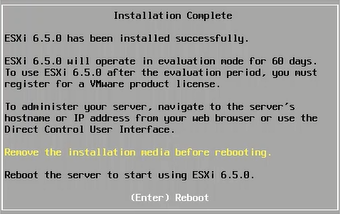 Installation Complete
ESXi 6.5.0 has been installed successfully.
ESXi 6.5.0 will operate in evaluation mode for 60 days.
To use ESXi 6.5.0 after the evaluation period, you must
register for a VMware product license.
To administer your server, navigate to the server's
hostname or IP address from your web browser or use the
Direct Control User Interface.
Remove the installation media before rebooting.
Reboot the server to start using ESXi 6.5.0.
(Enter) Reboot